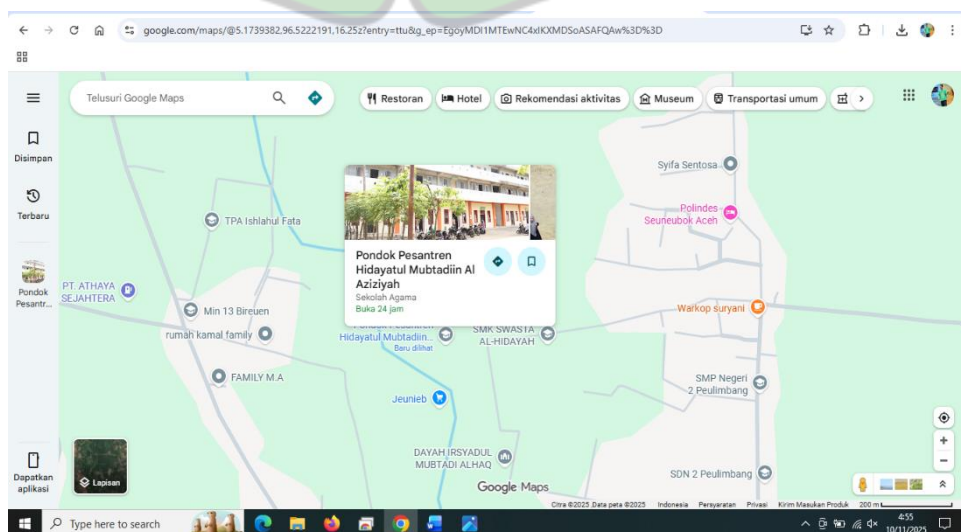 google.com/maps/@5.1739382,96.5222191,16.25z?entry=ttu&g_ep=EgoyMDI1MTEwNC4xIKXMDSoASAFQAw%3D%3D
Telusuri Google Maps
Restoran
Hotel
Rekomendasi aktivitas
Museum
Transportasi umum
Disimpan
Terbaru
Pondok
Pesantr...
Dapatkan
aplikasi
Lapisan
Syifa Sentosa
Polindes
Seuneubok Aceh
TPA Ishlahul Fata
Pondok Pesantren
Hidayatul Mubtadiin Al
Aziziyah
Sekolah Agama
Buka 24 jam
PT. ATHAYA
SEJAHTERA
Min 13 Bireuen
Warkop suryani
rumah kamal family
Pondok Pesantren
Hidayatul Mubtadiin...
Baru dilihat
SMK SWASTA
AL-HIDAYAH
FAMILY M.A
SMP Negeri
2 Peulimbang
Jeunieb
DAYAH IRSYADUL
MUBTADI ALHAQ
SDN 2 Peulimbang
Google Maps
Citra ©2025 Data peta ©2025 Indonesia Persyaratan Privasi Kirim Masukan Produk 200 m
Type here to search
4:55
10/11/2025